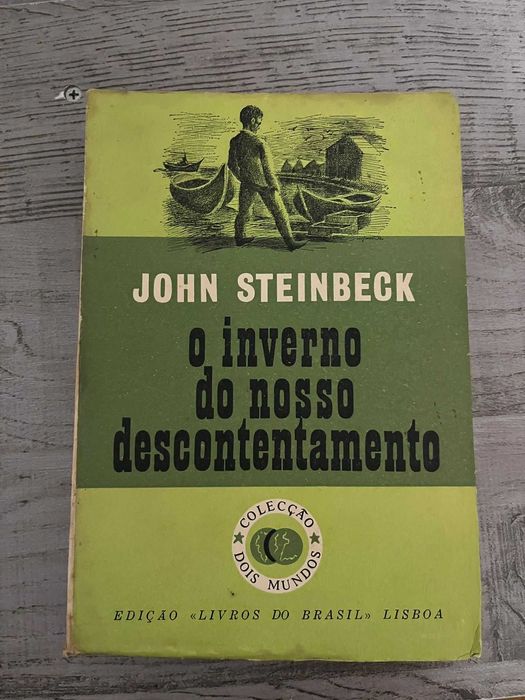 JOHN STEINBECK
o inverno
do nosso
descontentamento
COLECÇÃO
DOIS MUNDOS
EDIÇÃO «LIVROS DO BRASIL» LISBOA